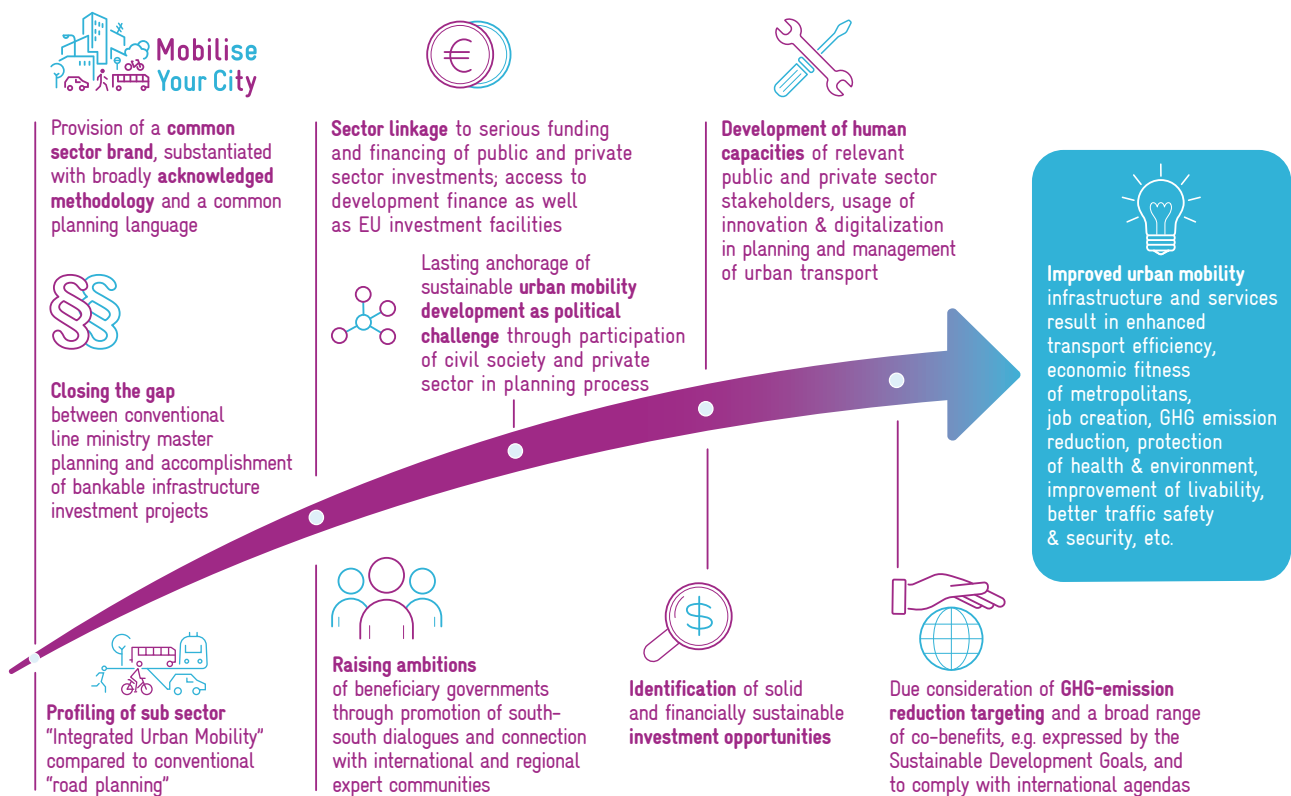 Mobilise
Your City
Provision of a common
sector brand, substantiated
with broadly acknowledged
methodology and a common
planning language
§§
Closing the gap
between conventional
line ministry master
planning and accomplishment
of bankable infrastructure
investment projects
Profiling of sub sector
"Integrated Urban Mobility"
compared to conventional
"road planning"
€
Sector linkage to serious funding
and financing of public and private
sector investments; access to
development finance as well
as EU investment facilities
Lasting anchorage of
sustainable urban mobility
development as political
challenge through participation
of civil society and private
sector in planning process
Raising ambitions
of beneficiary governments
through promotion of south-
south dialogues and connection
with international and regional
expert communities
Development of human
capacities of relevant
public and private sector
stakeholders, usage of
innovation & digitalization
in planning and management
of urban transport
$
Identification of solid
and financially sustainable
investment opportunities
Due consideration of GHG-emission
reduction targeting and a broad range
of co-benefits, e.g. expressed by the
Sustainable Development Goals, and
to comply with international agendas
Improved urban mobility
infrastructure and services
result in enhanced
transport efficiency,
economic fitness
of metropolitans,
job creation, GHG emission
reduction, protection
of health & environment,
improvement of livability,
better traffic safety
& security, etc.